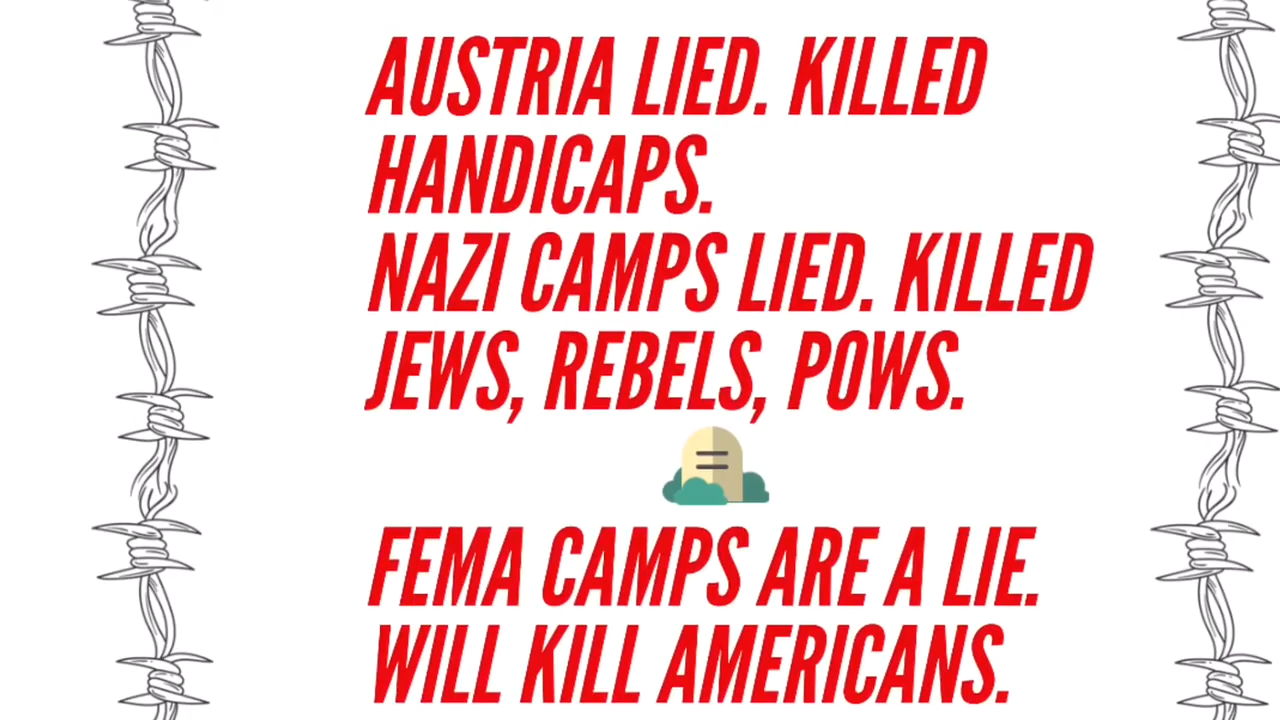 AUSTRIA LIED. KILLED
HANDICAPS.
NAZI CAMPS LIED. KILLED
JEWS, REBELS, POWS.
FEMA CAMPS ARE A LIE.
WILL KILL AMERICANS.